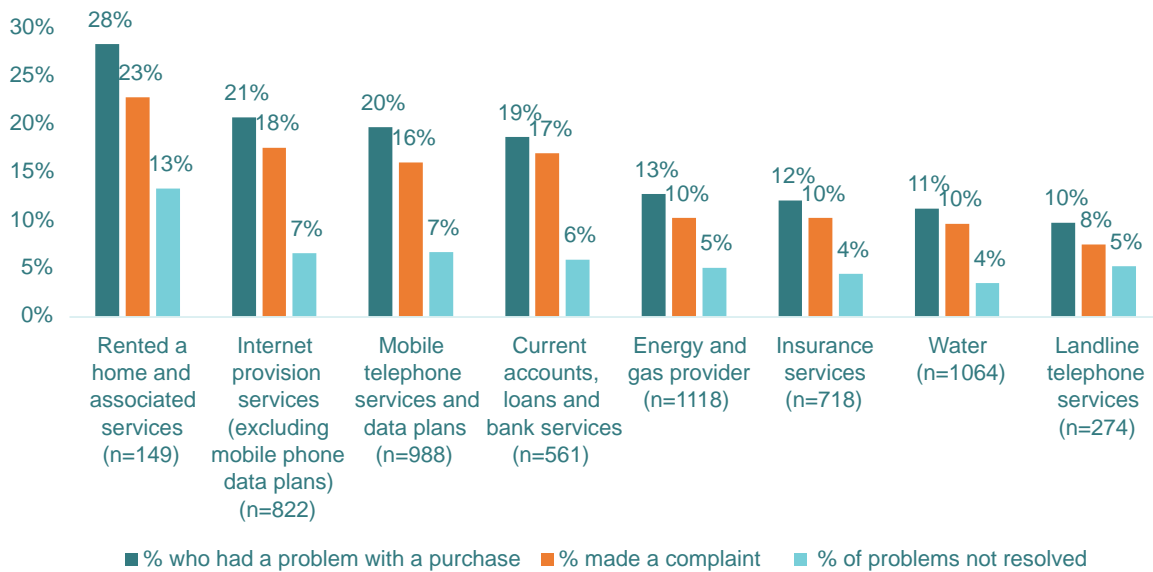 30%
25%
20%
15%
10%
5%
0%
28%
23%
13%
21%
18%
7%
20%
16%
7%
19%
17%
6%
13%
10%
5%
12%
10%
4%
11%
10%
4%
10%
8%
5%
Rented a
home and
associated
services
(n=149)
Internet
provision
services
(excluding
mobile phone
data plans)
(n=822)
Mobile
telephone
services and
data plans
(n=988)
Current
accounts,
loans and
bank services
(n=561)
Energy and
gas provider
(n=1118)
Insurance
services
(n=718)
Water
(n=1064)
Landline
telephone
services
(n=274)
% who had a problem with a purchase
% made a complaint
% of problems not resolved